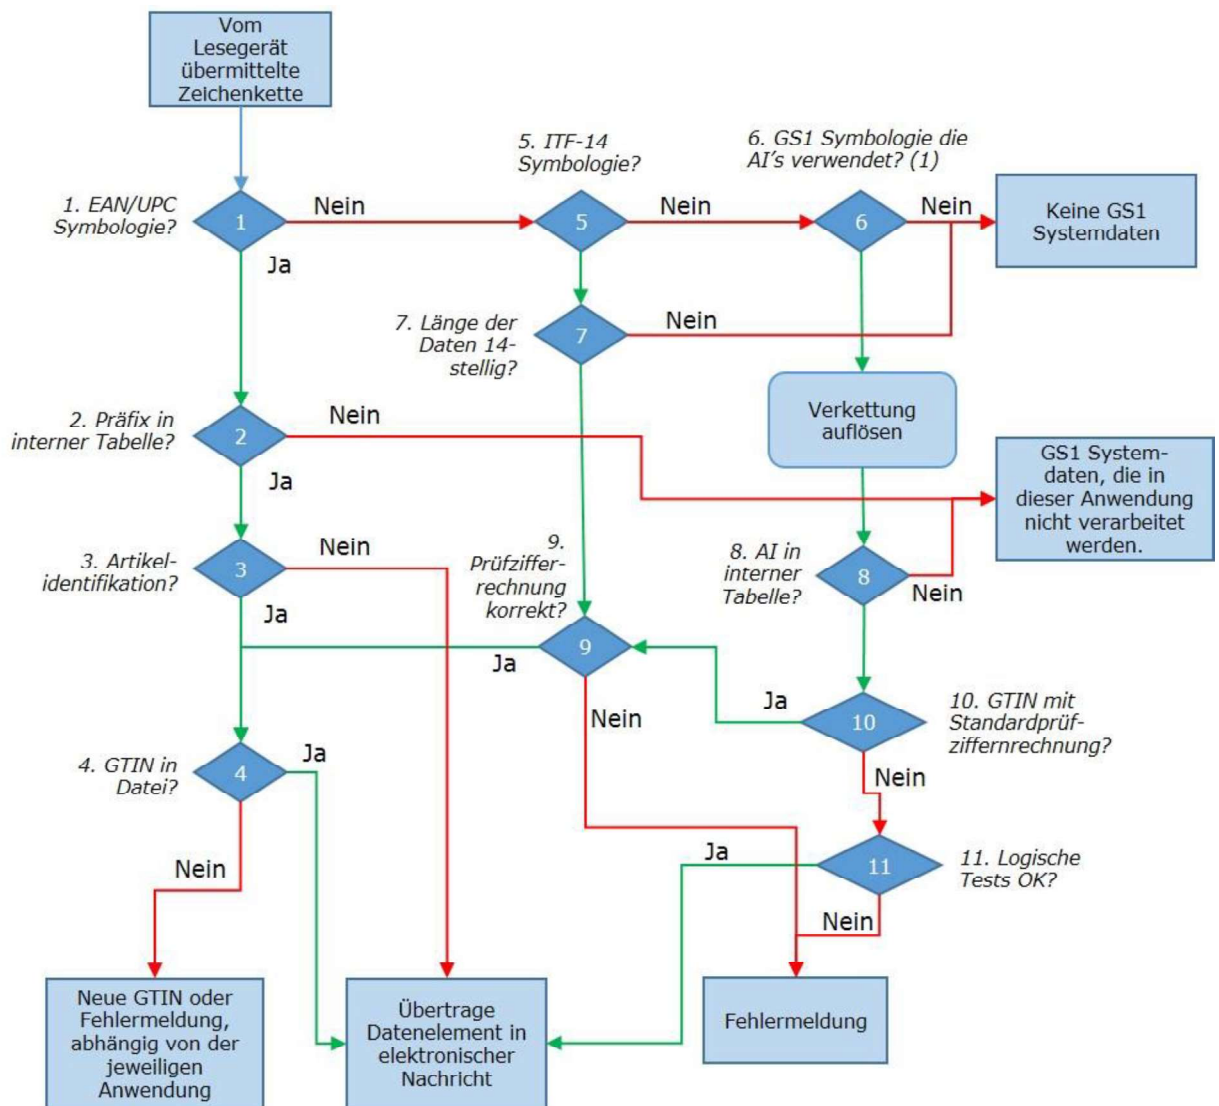 Vom
Lesegerät
übermittelte
Zeichenkette
5. ITF-14
Symbologie?
6. GS1 Symbologie die
AI's verwendet? (1)
1. EAN/UPC
Symbologie?
1
Nein
5
Nein
6
Nein
Keine GS1
Systemdaten
Ja
7. Länge der
Daten 14-
stellig?
7
Nein
2. Präfix in
interner Tabelle?
2
Nein
Verkettung
auflösen
Ja
GS1 System-
daten, die in
dieser Anwendung
nicht verarbeitet
werden.
3. Artikel-
identifikation?
3
Nein
9.
Prüfziffer-
rechnung
korrekt?
8. AI in
interner
Tabelle?
8
Nein
Ja
9
Ja
Nein
10. GTIN mit
Standardprüf-
ziffernrechnung?
10
Ja
Nein
4. GTIN in
Datei?
4
Ja
Nein
11. Logische
Tests OK?
11
Ja
Nein
Neue GTIN oder
Fehlermeldung,
abhängig von der
jeweiligen
Anwendung
Übertrage
Datenelement in
elektronischer
Nachricht
Fehlermeldung